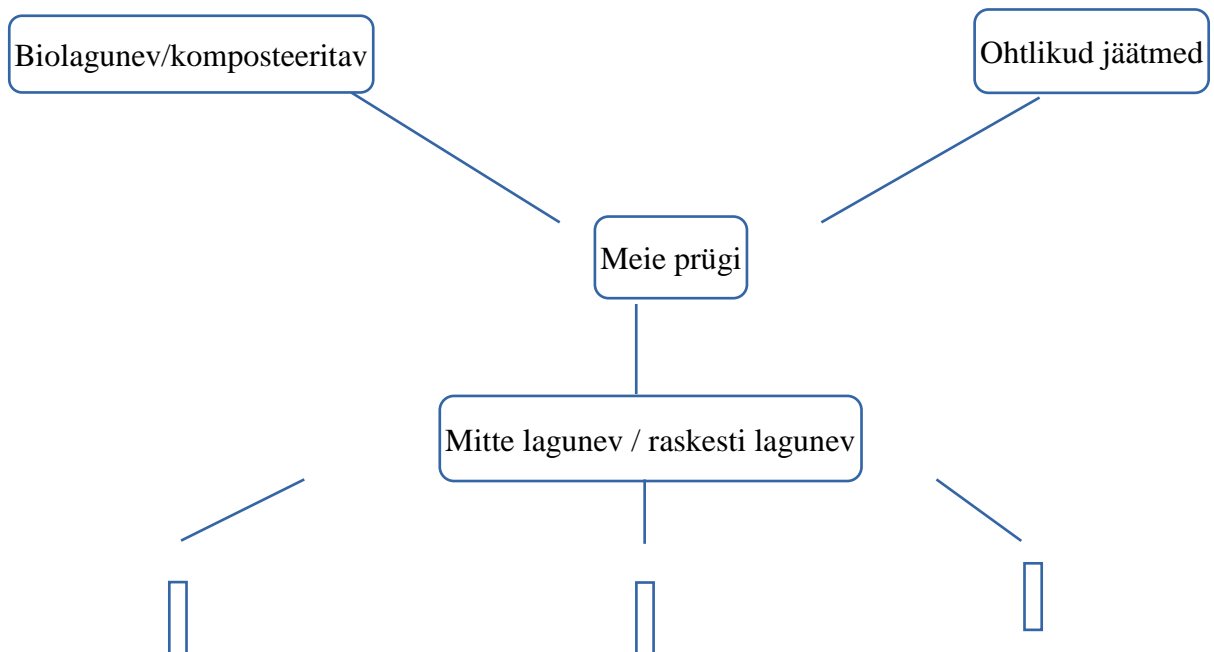 Biolagunev/komposteeritav
Ohtlikud jäätmed
Meie prügi
Mitte lagunev / raskesti lagunev